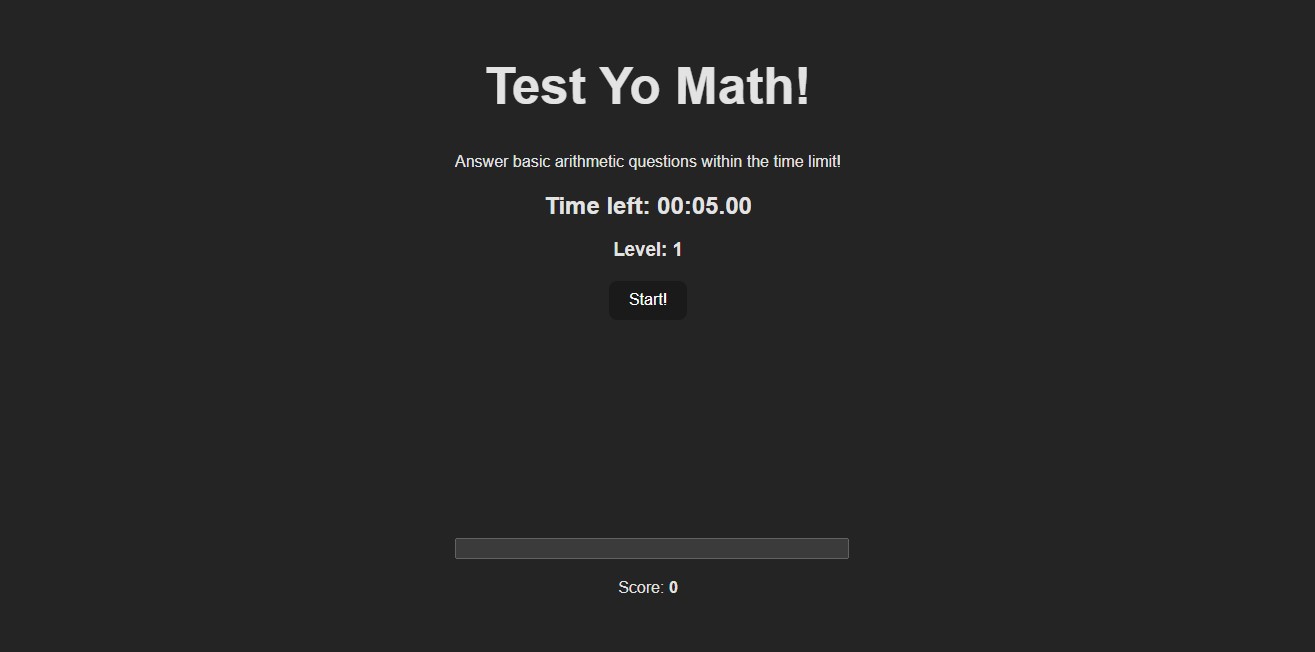 Test Yo Math!
Answer basic arithmetic questions within the time limit!
Time left: 00:05.00
Level: 1
Start!
Score: 0